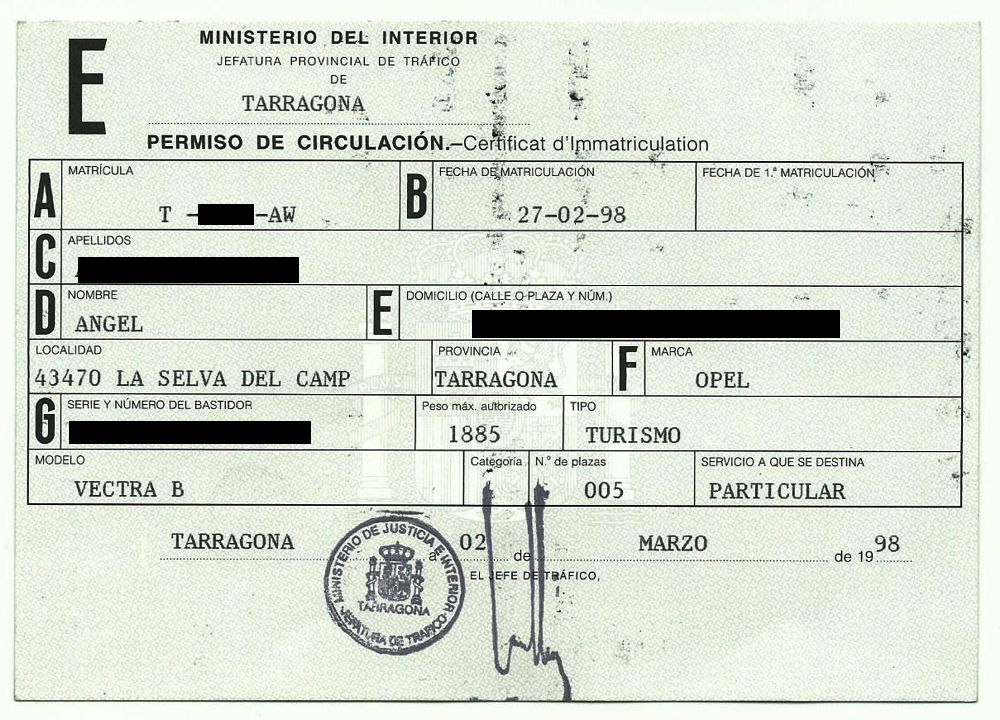 E
MINISTERIO DEL INTERIOR
JEFATURA PROVINCIAL DE TRÁFICO
DE
TARRAGONA
PERMISO DE CIRCULACIÓN.–Certificat d'Immatriculation
A MATRÍCULA
T - -AW
B FECHA DE MATRICULACIÓN
27-02-98
FECHA DE 1.ª MATRICULACIÓN
C APELLIDOS
D NOMBRE
ANGEL
E DOMICILIO (CALLE O PLAZA Y NÚM.)
LOCALIDAD
43470 LA SELVA DEL CAMP
PROVINCIA
TARRAGONA
F MARCA
OPEL
G SERIE Y NÚMERO DEL BASTIDOR
Peso máx. autorizado
1885
TIPO
TURISMO
MODELO
VECTRA B
Categoría
N.º de plazas
005
SERVICIO A QUE SE DESTINA
PARTICULAR
TARRAGONA a 02 de MARZO de 1998
EL JEFE DE TRÁFICO,
MINISTERIO DE JUSTICIA E INTERIOR
TARRAGONA
JEFATURA DE TRAFICO